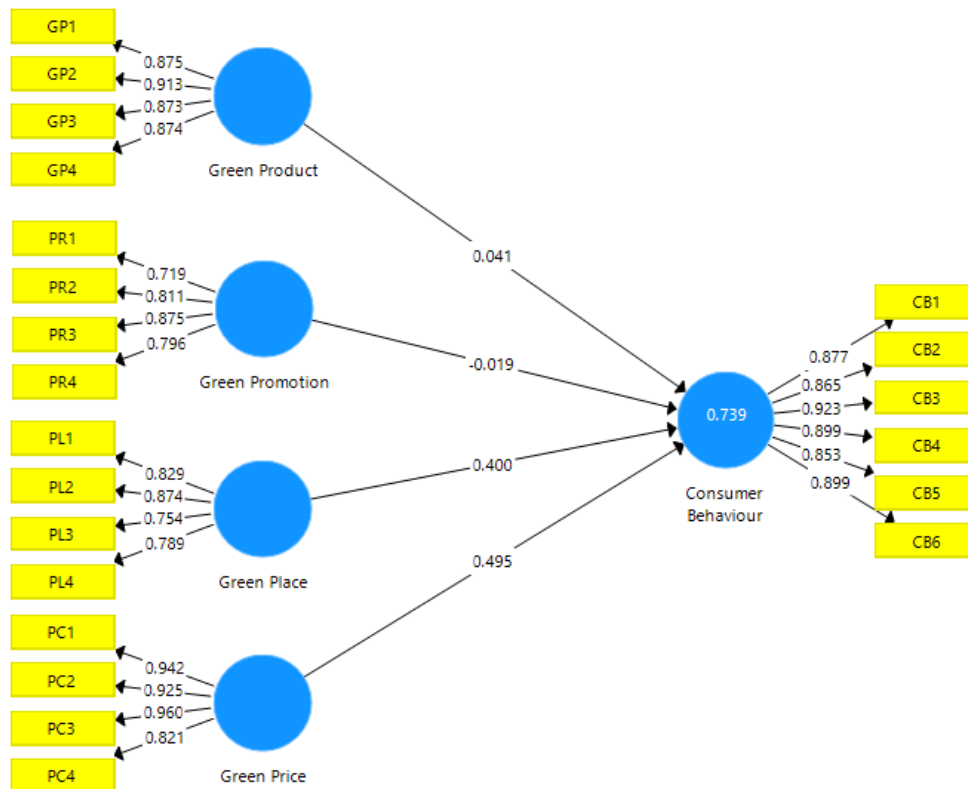 GP1
0.875
GP2
0.913
GP3
0.873
GP4
0.874
Green Product
0.041
PR1
0.719
PR2
0.811
PR3
0.875
PR4
0.796
Green Promotion
-0.019
PL1
0.829
PL2
0.874
PL3
0.754
PL4
0.789
Green Place
0.400
PC1
0.942
PC2
0.925
PC3
0.960
PC4
0.821
Green Price
0.495
0.739
Consumer
Behaviour
CB1
0.877
CB2
0.865
CB3
0.923
CB4
0.899
CB5
0.853
CB6
0.899